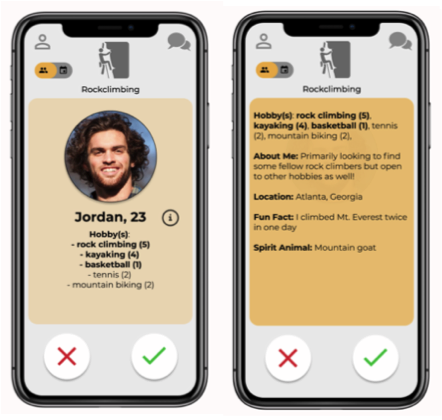 Rockclimbing
Jordan, 23
Hobby(s):
- rock climbing (5)
- kayaking (4)
- basketball (1)
- tennis (2)
- mountain biking (2)
Rockclimbing
Hobby(s): rock climbing (5),
kayaking (4), basketball (1), tennis
(2), mountain biking (2),
About Me: Primarily looking to find
some fellow rock climbers but open
to other hobbies as well!
Location: Atlanta, Georgia
Fun Fact: I climbed Mt. Everest twice
in one day
Spirit Animal: Mountain goat